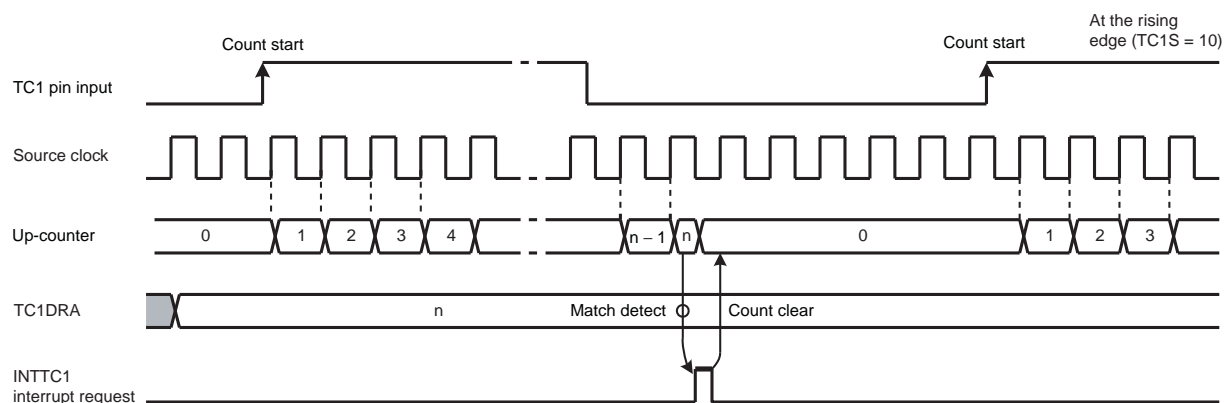 At the rising
edge (TC1S = 10)
Count start
Count start
TC1 pin input
Source clock
Up-counter
0
1
2
3
4
n – 1
n
0
1
2
3
TC1DRA
n
Match detect
Count clear
INTTC1
interrupt request